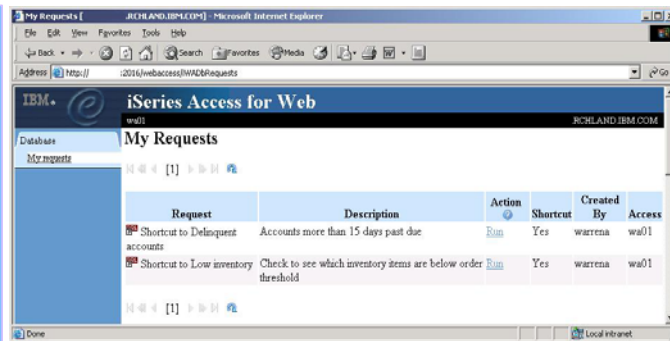 My Requests [ .RCHLAND.IBM.COM] - Microsoft Internet Explorer
File Edit View Favorites Tools Help
Back Search Favorites Media
Address http:// :2016/webaccess/iWADbRequests Go
IBM. iSeries Access for Web
wa01 RCHLAND.IBM.COM
Database
My requests
My Requests
[1]
Request Description Action Shortcut Created By Access
Shortcut to Delinquent accounts Accounts more than 15 days past due Run Yes warrena wa01
Shortcut to Low inventory Check to see which inventory items are below order threshold Run Yes warrena wa01
[1]
Done Local intranet